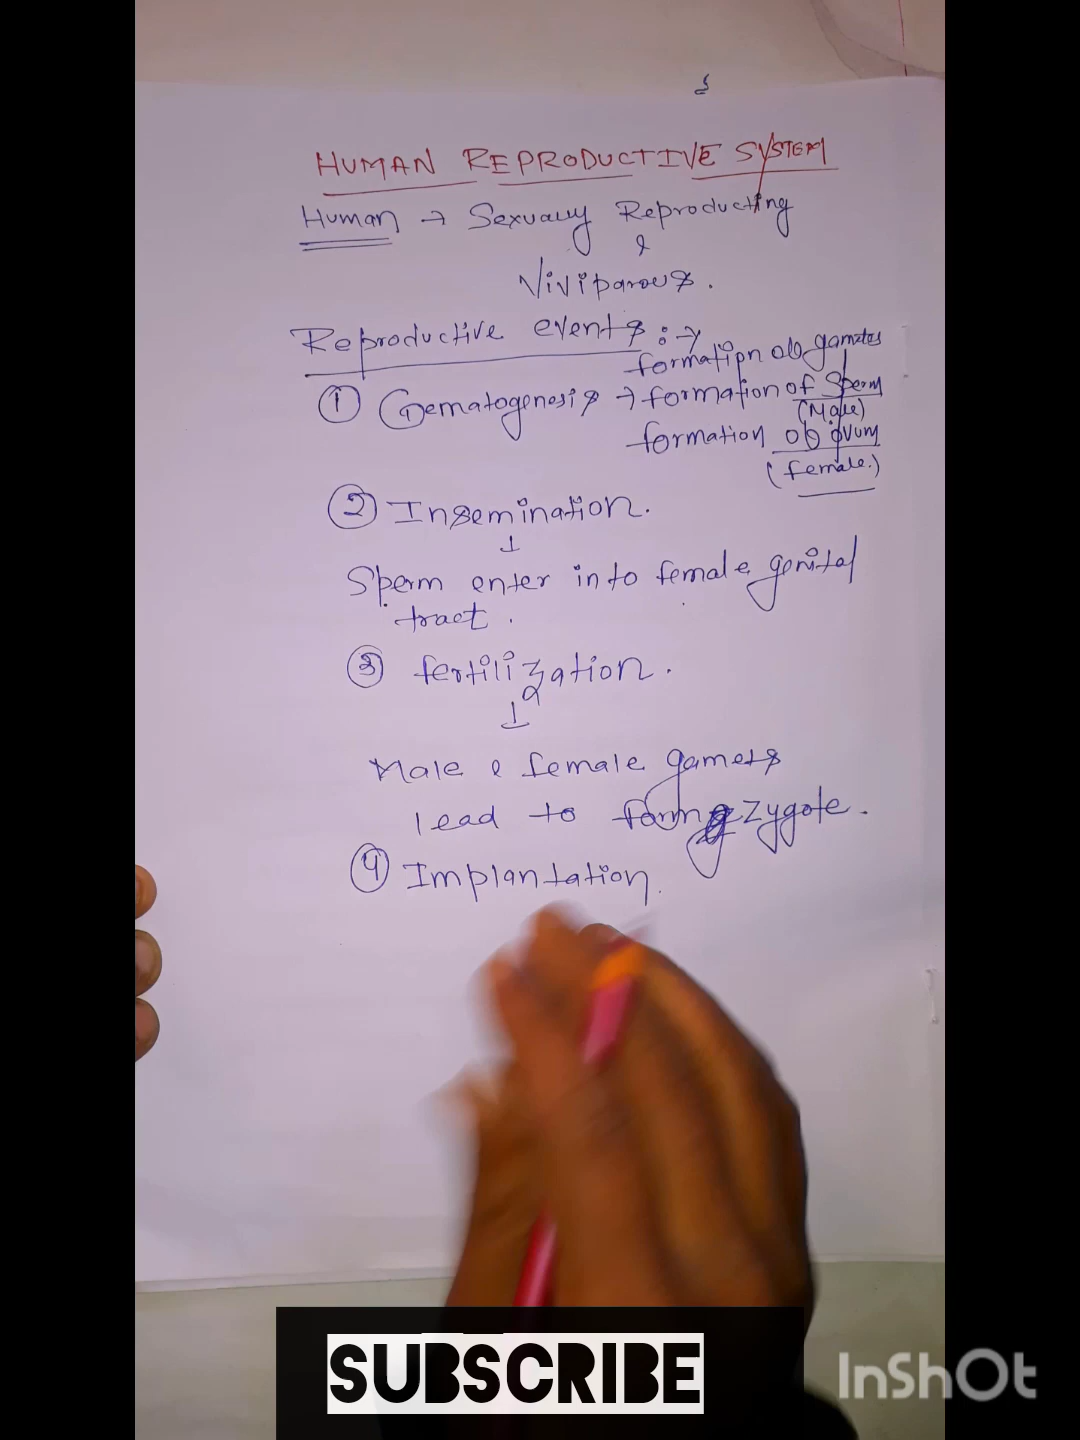 HUMAN REPRODUCTIVE SYSTEM
Human → Sexually Reproducting
&
Viviparous.
Reproductive events :→
formation of gametes
① Gematogenesis → formation of Sperm
(Male)
formation of ovum
(female.)
② Insemination.
↓
Sperm enter into female genital
tract.
③ fertilization.
↓
Male & female gamets
lead to form Zygote.
④ Implantation.
SUBSCRIBE
InShOt